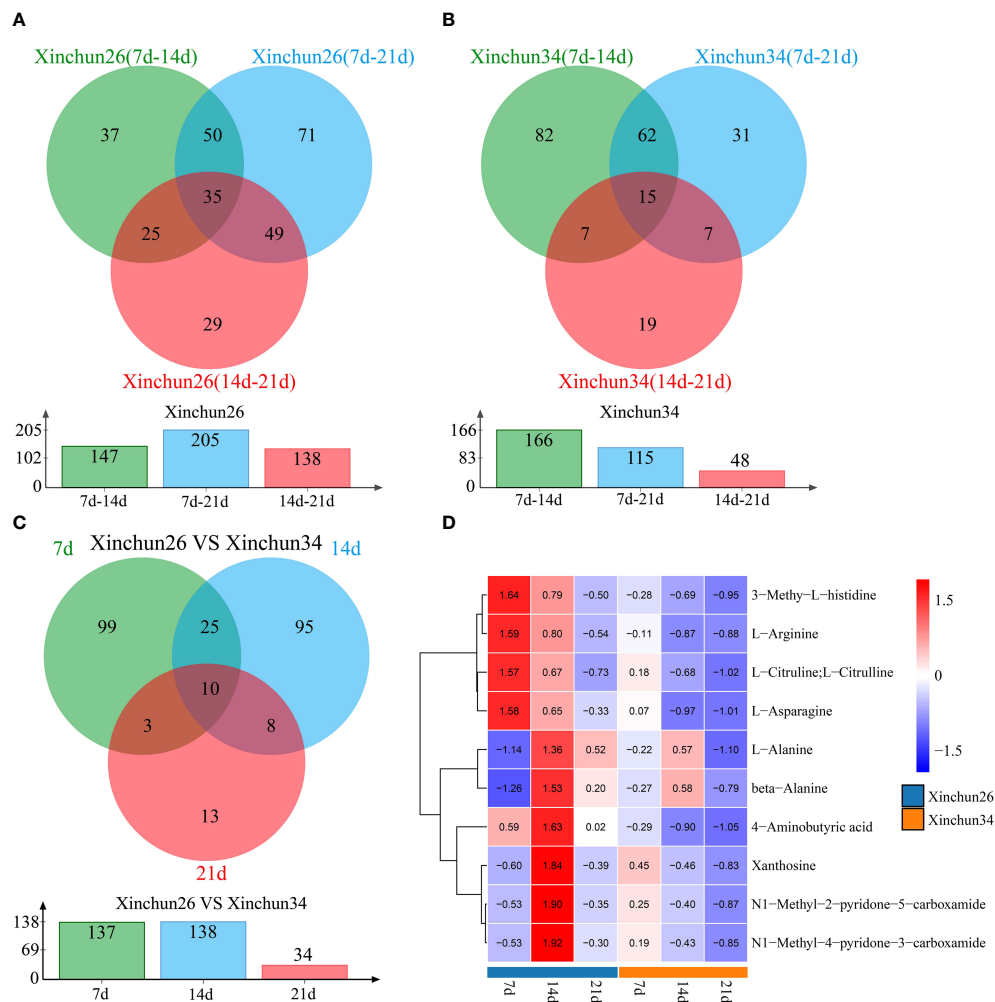 A
Xinchun26(7d-14d)
Xinchun26(7d-21d)
37
50
71
35
25
49
29
Xinchun26(14d-21d)
Xinchun26
205
102
0
147
205
138
7d-14d
7d-21d
14d-21d
B
Xinchun34(7d-14d)
Xinchun34(7d-21d)
82
62
31
15
7
7
19
Xinchun34(14d-21d)
Xinchun34
166
83
0
166
115
48
7d-14d
7d-21d
14d-21d
C
Xinchun26 VS Xinchun34
7d
14d
99
25
95
10
3
8
13
21d
Xinchun26 VS Xinchun34
138
69
0
137
138
34
7d
14d
21d
D
1.64 0.79 −0.50 −0.28 −0.69 −0.95 3−Methy−L−histidine
1.59 0.80 −0.54 −0.11 −0.87 −0.88 L−Arginine
1.57 0.67 −0.73 0.18 −0.68 −1.02 L−Citruline;L−Citrulline
1.58 0.65 −0.33 0.07 −0.97 −1.01 L−Asparagine
−1.14 1.36 0.52 −0.22 0.57 −1.10 L−Alanine
−1.26 1.53 0.20 −0.27 0.58 −0.79 beta−Alanine
0.59 1.63 0.02 −0.29 −0.90 −1.05 4−Aminobutyric acid
−0.60 1.84 −0.39 0.45 −0.46 −0.83 Xanthosine
−0.53 1.90 −0.35 0.25 −0.40 −0.87 N1−Methyl−2−pyridone−5−carboxamide
−0.53 1.92 −0.30 0.19 −0.43 −0.85 N1−Methyl−4−pyridone−3−carboxamide
7d 14d 21d 7d 14d 21d
1.5
0
−1.5
Xinchun26
Xinchun34